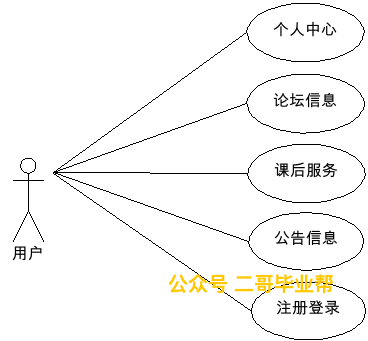 个人中心
论坛信息
课后服务
公告信息
用户
公众号 二哥毕业帮
注册登录